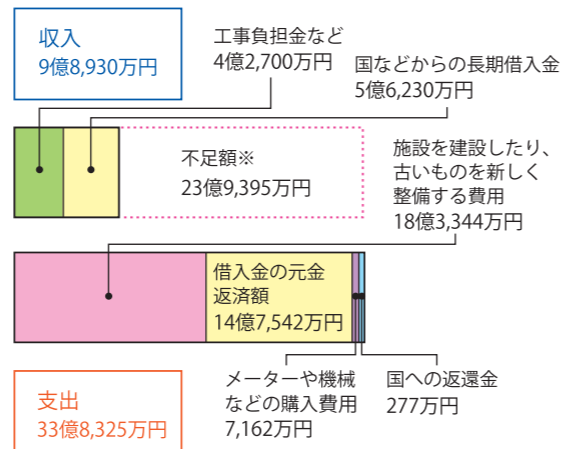 収入
9億8,930万円
工事負担金など
4億2,700万円
国などからの長期借入金
5億6,230万円
不足額※
23億9,395万円
施設を建設したり、
古いものを新しく
整備する費用
18億3,344万円
借入金の元金
返済額
14億7,542万円
メーターや機械
などの購入費用
7,162万円
国への返還金
277万円
支出
33億8,325万円